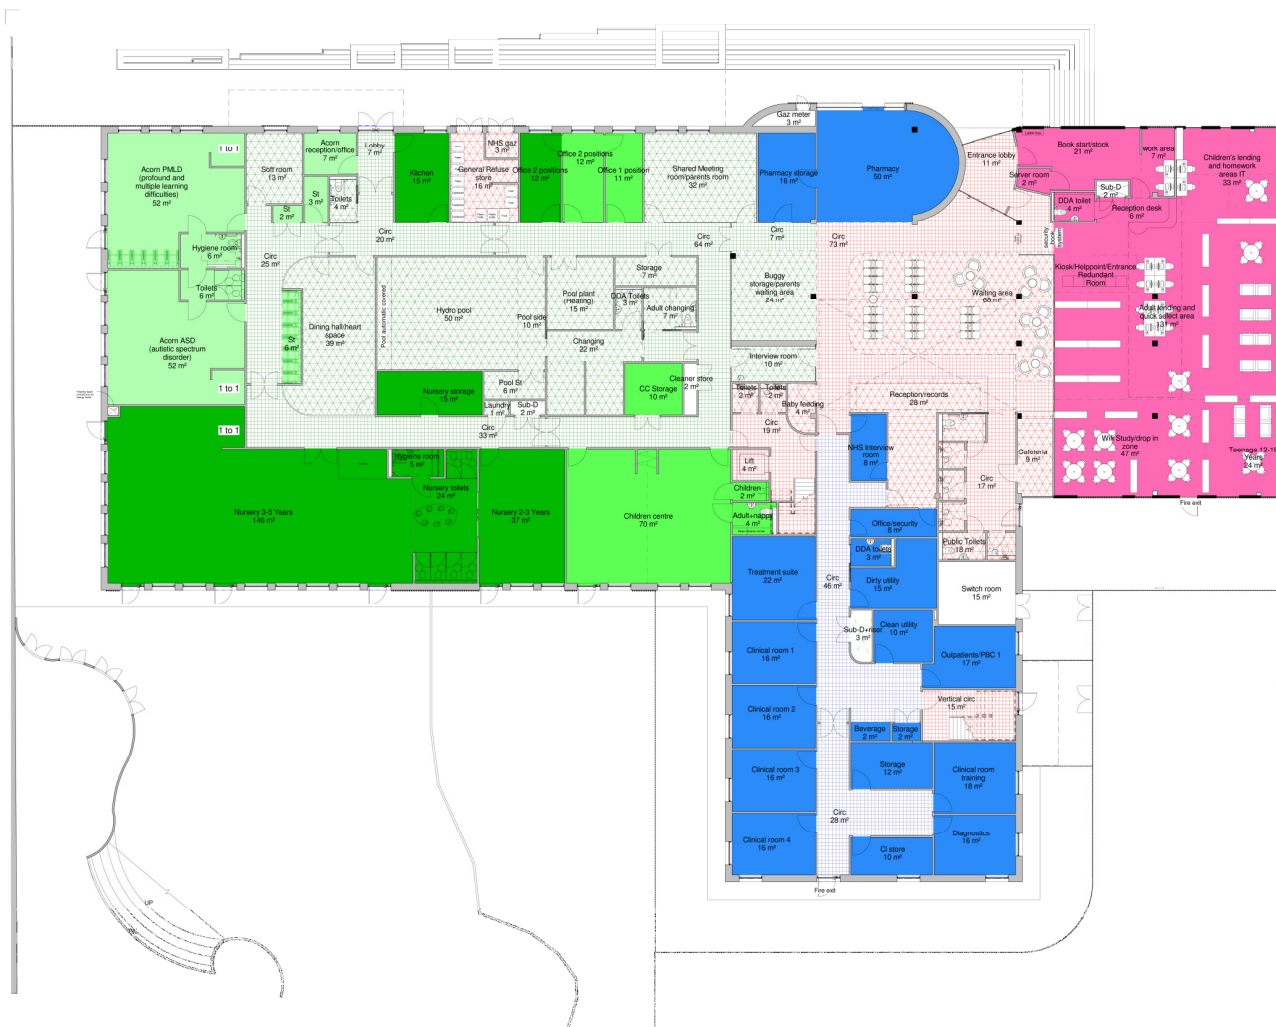 Acorn PMLD
(profound and
multiple learning
difficulties)
52 m²
1 to 1
Soft room
13 m²
Acorn
reception/office
7 m²
Lobby
7 m²
Kitchen
15 m²
NHS gaz
3 m²
General Refuse
store
16 m²
Office 2 positions
12 m²
Office 2 positions
12 m²
Office 1 position
11 m²
Shared Meeting
room/parents room
32 m²
Pharmacy storage
16 m²
Gaz meter
3 m²
Pharmacy
50 m²
Entrance lobby
11 m²
Server room
2 m²
Book start/stock
21 m²
work area
7 m²
Children's lending
and homework
areas IT
33 m²
Sub-D
2 m²
DDA toilet
4 m²
Reception desk
6 m²
St
3 m²
Toilets
4 m²
St
2 m²
Circ
20 m²
Circ
64 m²
Circ
7 m²
Circ
73 m²
security
book
system
Hygiene room
6 m²
Circ
25 m²
Toilets
6 m²
Storage
7 m²
Buggy
storage/parents
waiting area
24 m²
Waiting area
68 m²
Kiosk/Helppoint/Entrance
Redundant
Room
Pool plant
(Heating)
15 m²
DDA Toilets
3 m²
Adult changing
7 m²
Hydro pool
50 m²
Pool side
10 m²
Pool automatic covered
Adult lending and
quick select area
131 m²
Acorn ASD
(autistic spectrum
disorder)
52 m²
St
6 m²
Dining hall/heart
space
39 m²
Changing
22 m²
Interview room
10 m²
1 to 1
Nursery storage
15 m²
Pool St
6 m²
CC Storage
10 m²
Cleaner store
2 m²
Toilets
2 m²
Toilets
2 m²
Baby feeding
4 m²
Reception/records
28 m²
Laundry
1 m²
Sub-D
2 m²
1 to 1
Circ
33 m²
Circ
19 m²
NHS Interview
room
8 m²
Cafeteria
9 m²
Wifi Study/drop in
zone
47 m²
Years
24 m²
Hygiene room
5 m²
Lift
4 m²
Circ
17 m²
Nursery toilets
24 m²
Children
2 m²
Fire exit
Nursery 3-5 Years
146 m²
Nursery 2-3 Years
37 m²
Children centre
70 m²
Adult+nappy
4 m²
Office/security
8 m²
Public Toilets
18 m²
DDA toilets
3 m²
Treatment suite
22 m²
Circ
46 m²
Dirty utility
15 m²
Switch room
15 m²
Sub-D+riser
3 m²
Clean utility
10 m²
Clinical room 1
16 m²
Outpatients/PBC 1
17 m²
Vertical circ
15 m²
Clinical room 2
16 m²
Beverage
2 m²
Storage
2 m²
Clinical room 3
16 m²
Storage
12 m²
Clinical room
training
18 m²
Circ
28 m²
Clinical room 4
16 m²
Cl store
10 m²
Diagnostics
16 m²
Fire exit
UP